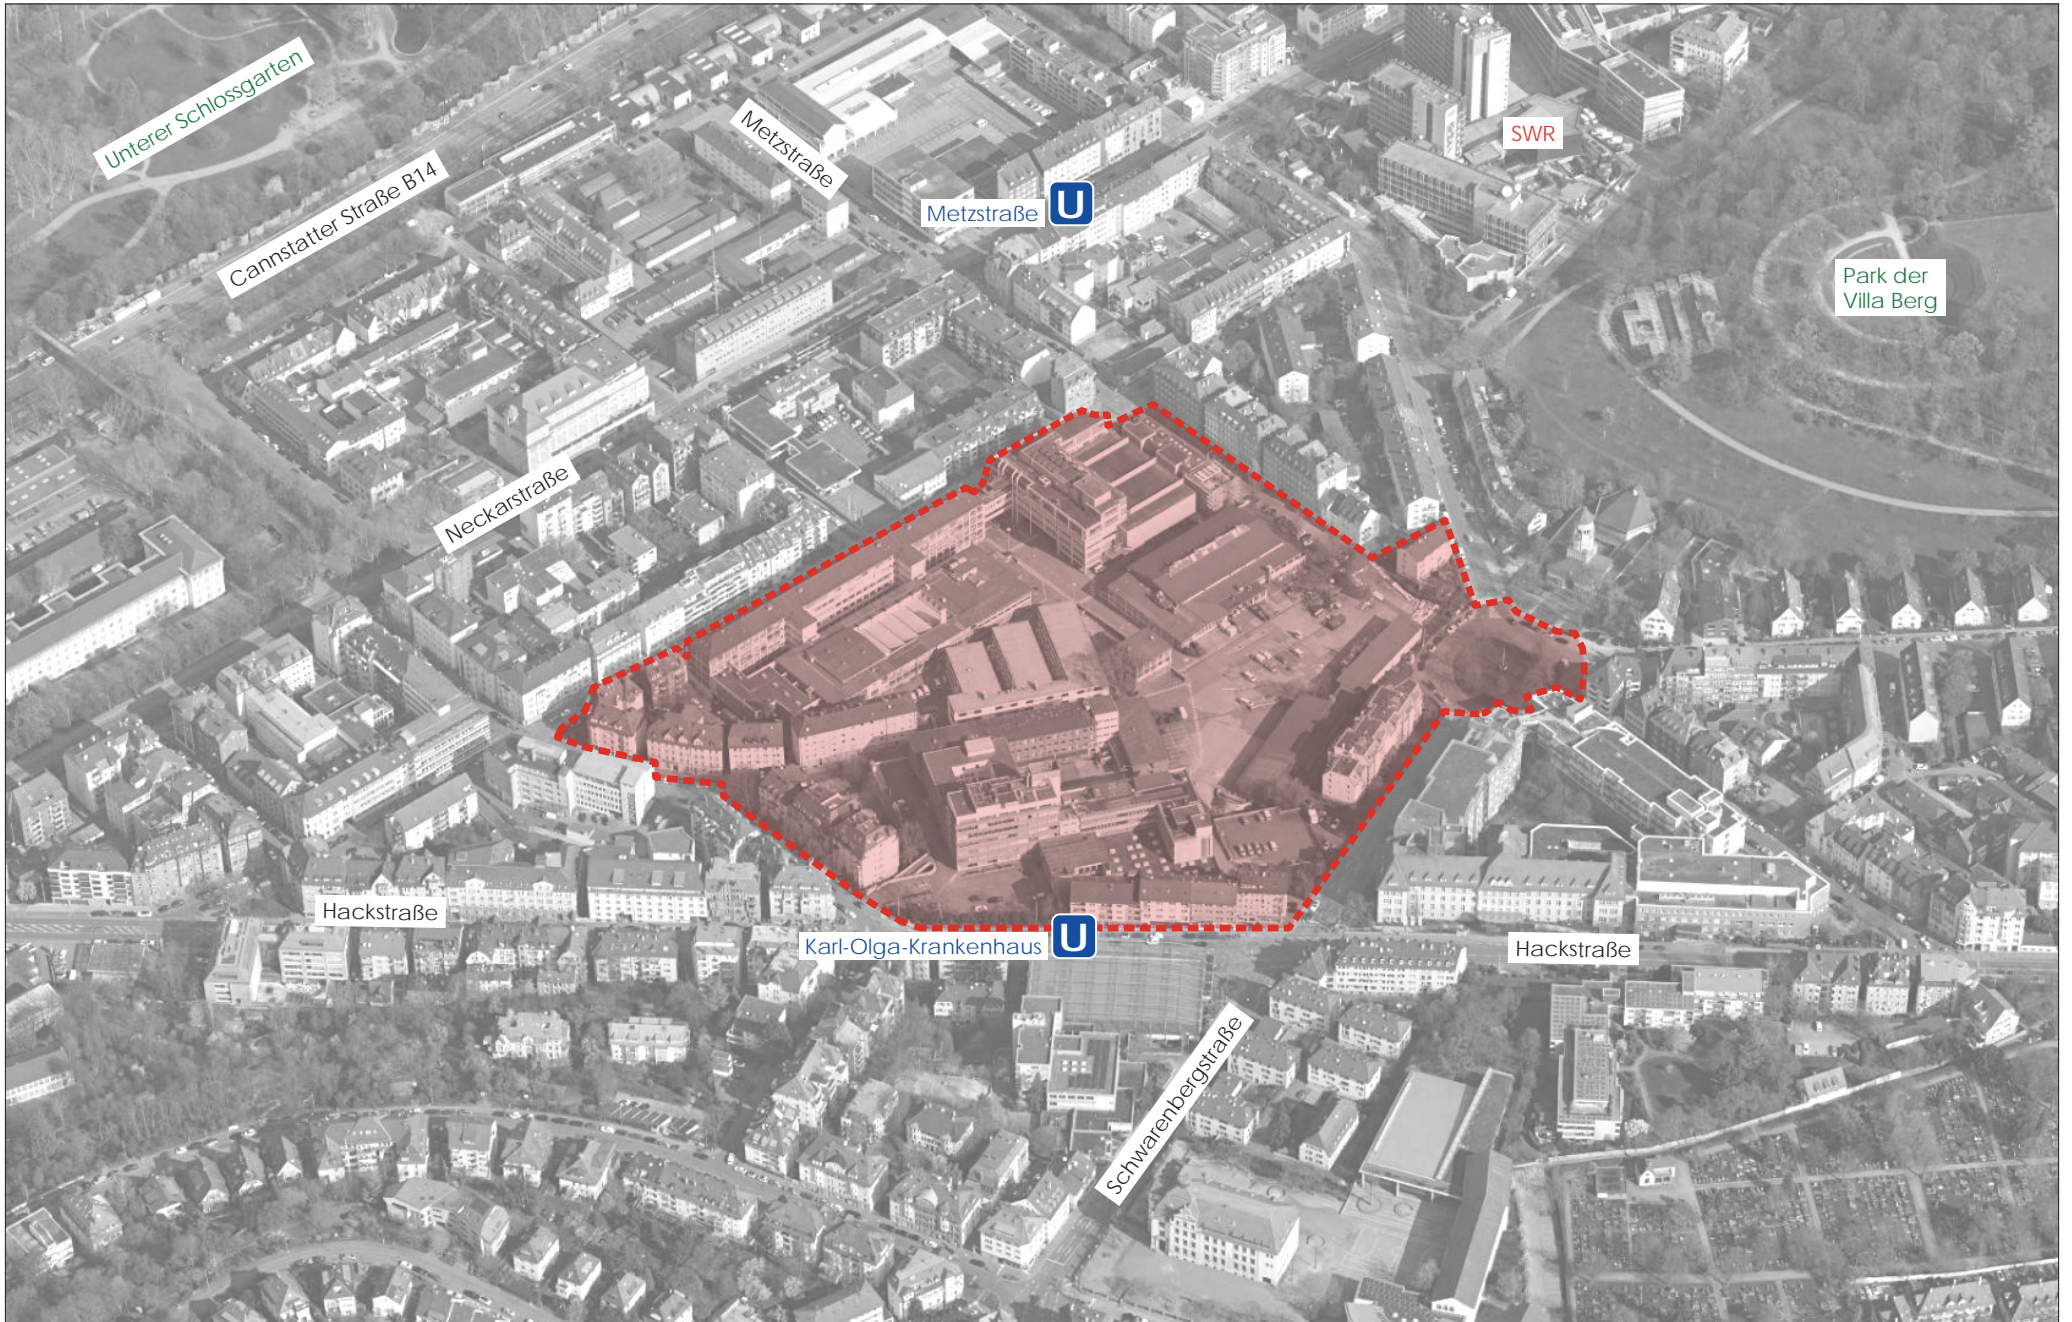 Unterer Schlossgarten
Cannstatter Straße B14
Metzstraße
SWR
Metzstraße U
Park der
Villa Berg
Neckarstraße
Hackstraße
Karl-Olga-Krankenhaus U
Hackstraße
Schwarenbergstraße